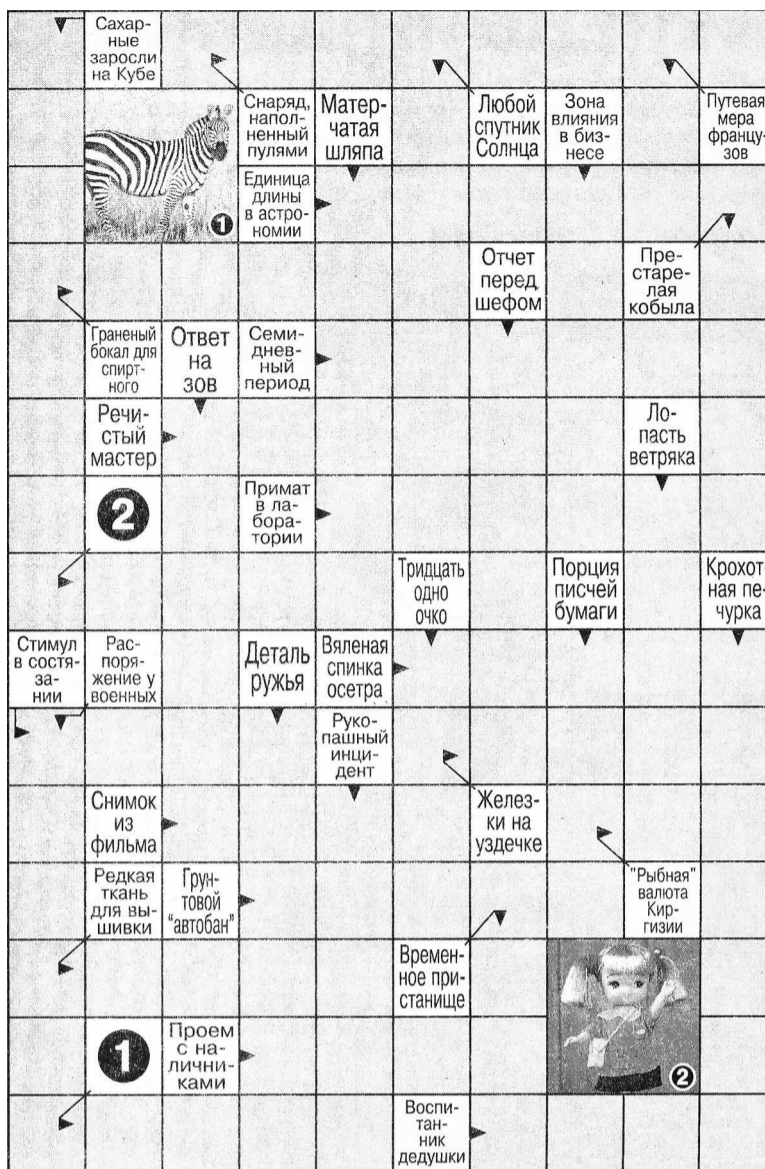 Сахар-
ные
заросли
на Кубе
Снаряд,
напол-
ненный
пулями
Матер-
чатая
шляпа
Любой
спутник
Солнца
Зона
влияния
в биз-
несе
Путевая
мера
францу-
зов
1
Единица
длины
в астро-
номии
Отчет
перед
шефом
Пре-
старе-
лая
кобыла
Граненый
бокал для
спирт-
ного
Ответ
на
зов
Семи-
днев-
ный
период
Речи-
стый
мастер
Ло-
пасть
ветряка
2
Примат
в ла-
бора-
тории
Тридцать
одно
очко
Порция
писчей
бумаги
Крохот-
ная пе-
чурка
Стимул
в состя-
за-
нии
Рас-
поря-
жение у
военных
Деталь
ружья
Вяленая
спинка
осетра
Руко-
пашный
инци-
дент
Снимок
из
фильма
Желез-
ки на
уздечке
Редкая
ткань
для вы-
шивки
Грун-
товой
"автобан"
"Рыбная"
валюта
Кир-
гизии
Времен-
ное при-
станище
1
Проем
с на-
лични-
ками
2
Воспи-
тан-
ник
дедушки